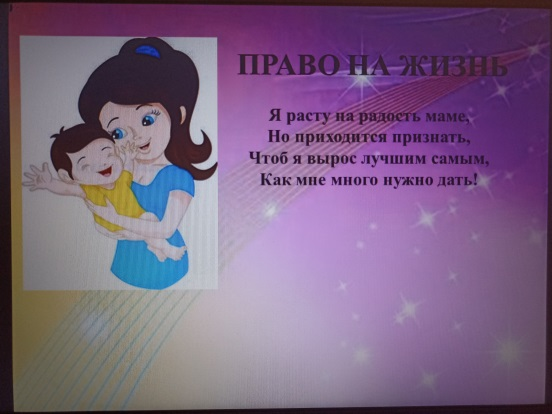 ПРАВО НА ЖИЗНЬ
Я расту на радость маме,
Но приходится признать,
Чтоб я вырос лучшим самым,
Как мне много нужно дать!